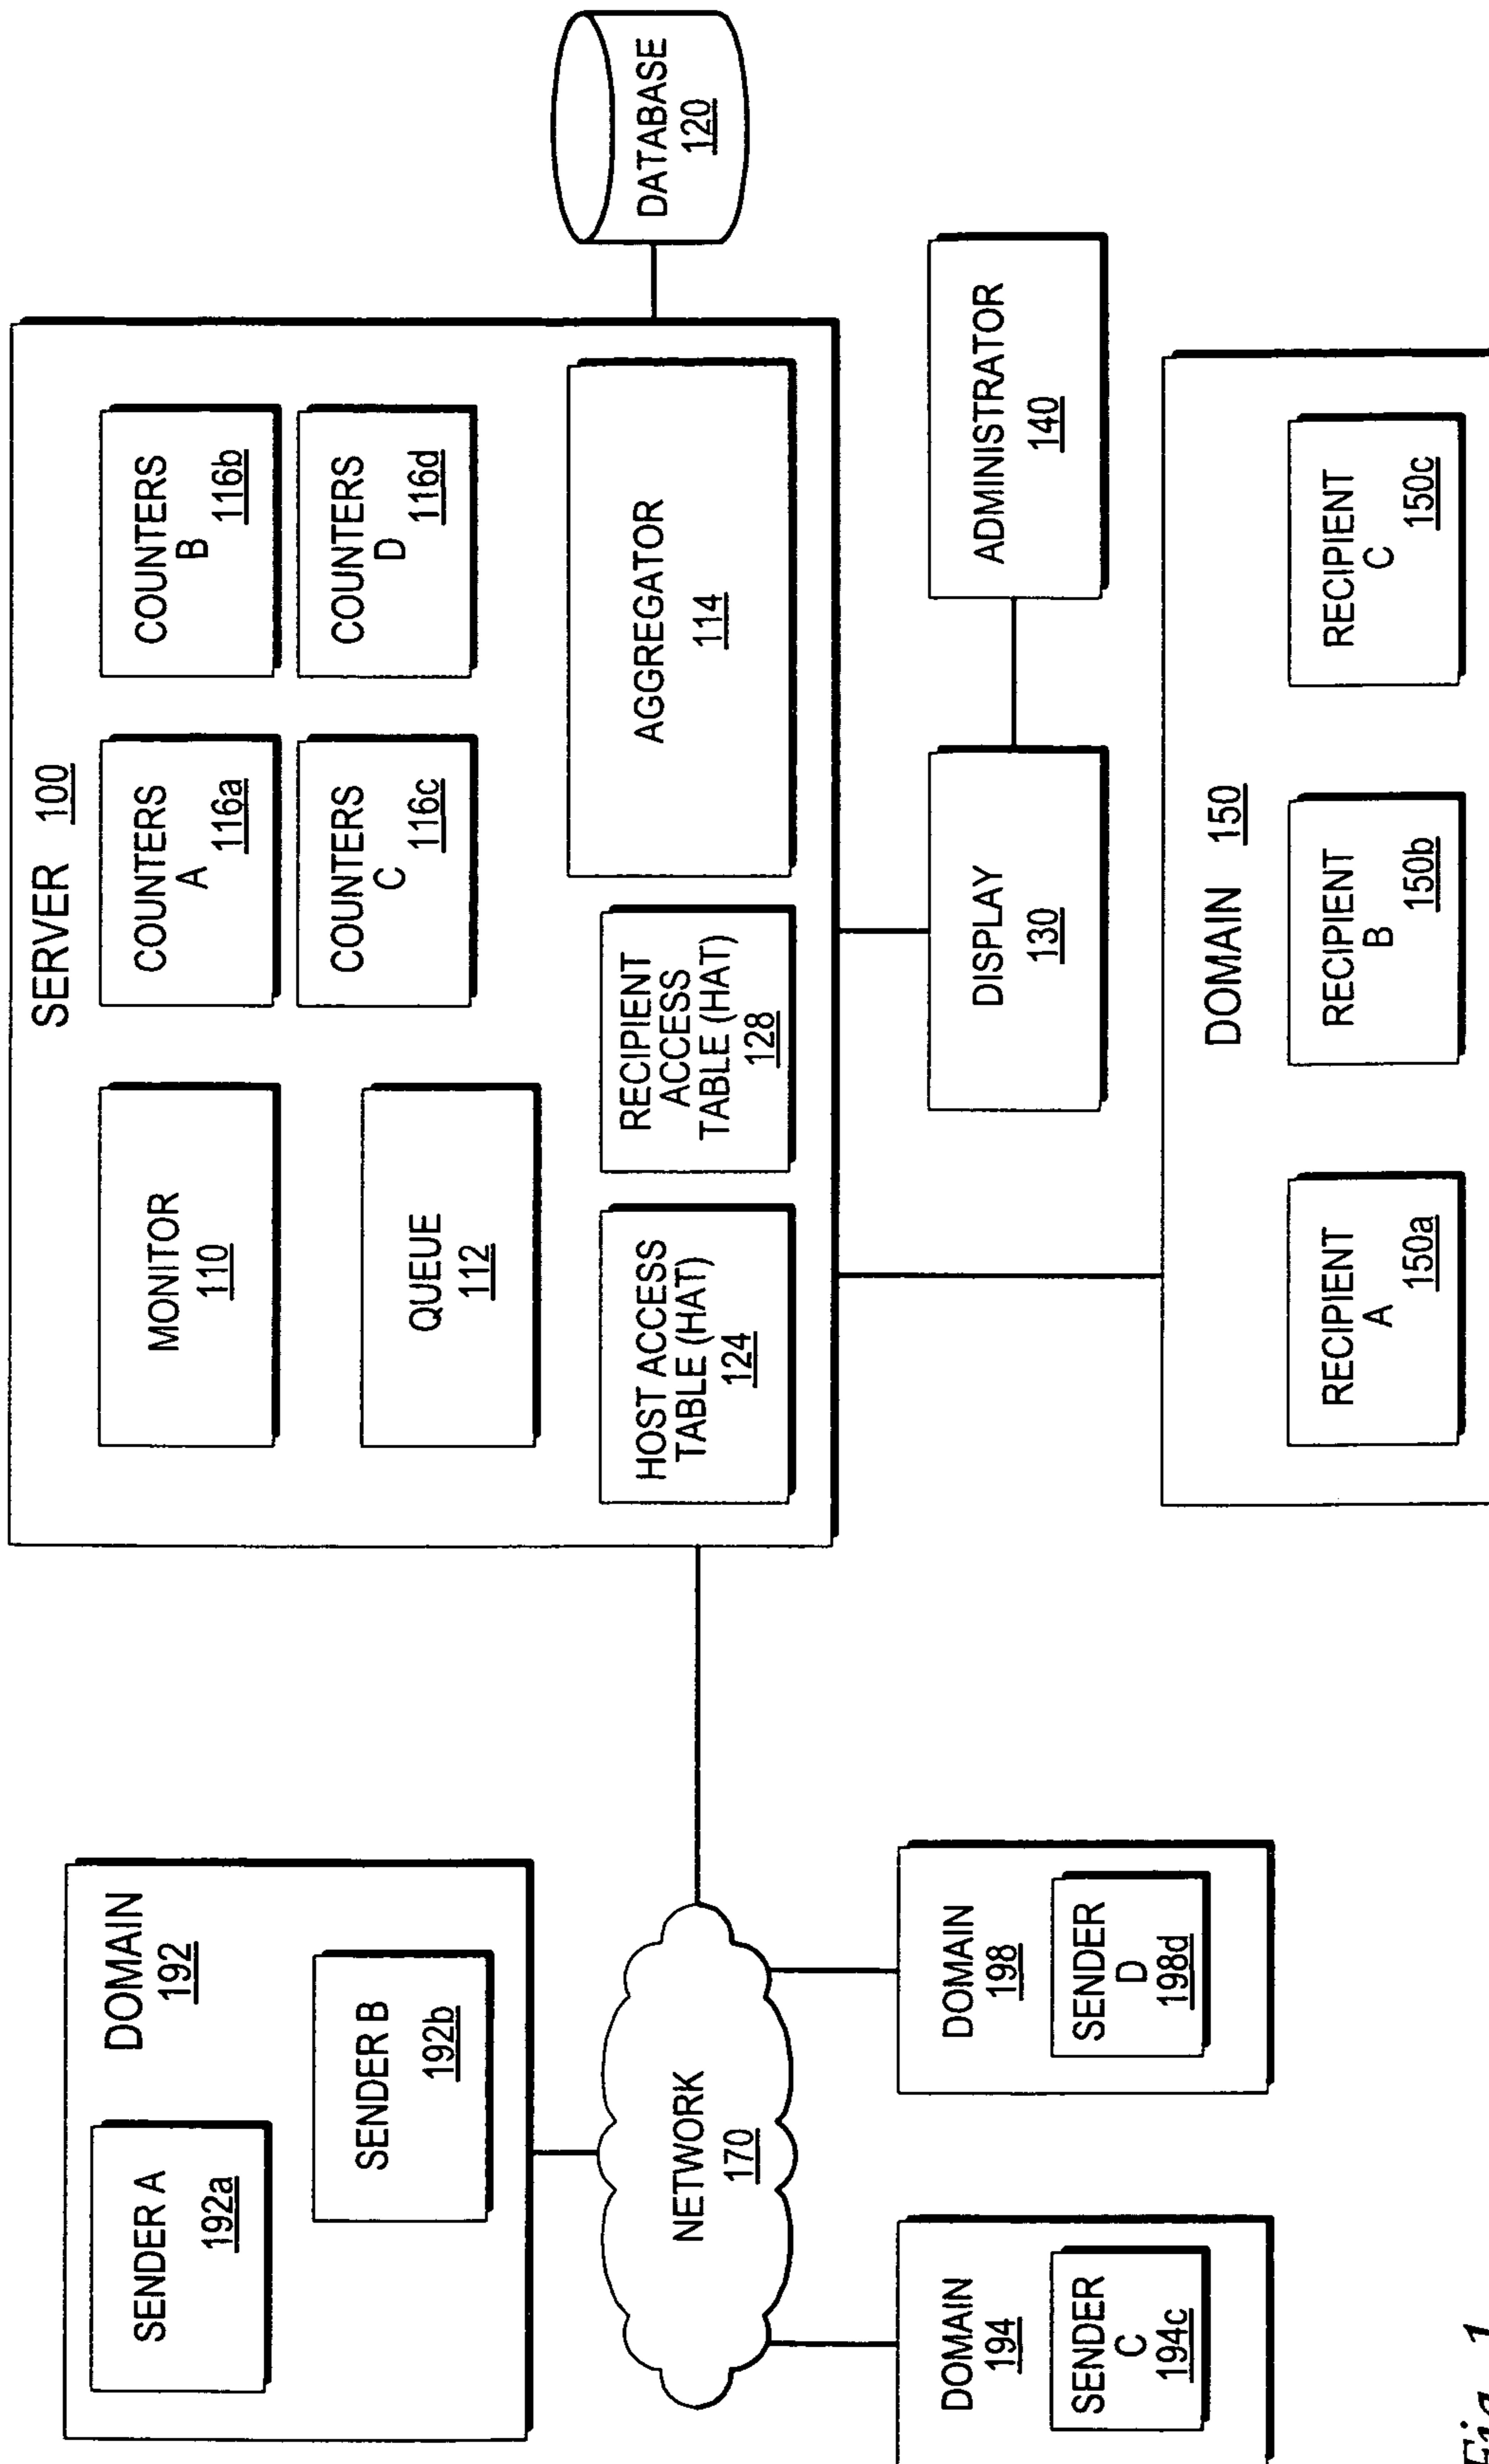 DOMAIN
192
SENDER A
192a
SENDER B
192b
NETWORK
170
DOMAIN
194
SENDER
C
194c
DOMAIN
198
SENDER
D
198d
SERVER 100
MONITOR
110
COUNTERS
A
116a
COUNTERS
B
116b
QUEUE
112
COUNTERS
C
116c
COUNTERS
D
116d
HOST ACCESS
TABLE (HAT)
124
RECIPIENT
ACCESS
TABLE (HAT)
128
AGGREGATOR
114
DATABASE
120
DISPLAY
130
ADMINISTRATOR
140
DOMAIN 150
RECIPIENT
A
150a
RECIPIENT
B
150b
RECIPIENT
C
150c
Fig. 1